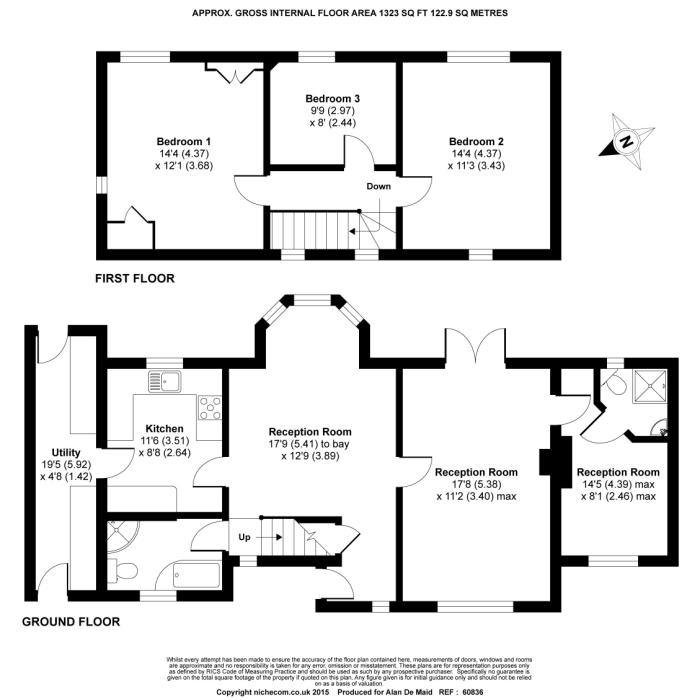 APPROX. GROSS INTERNAL FLOOR AREA 1323 SQ FT 122.9 SQ METRES
Bedroom 1
14'4 (4.37)
x 12'1 (3.68)
Bedroom 3
9'9 (2.97)
x 8' (2.44)
Bedroom 2
14'4 (4.37)
x 11'3 (3.43)
N
Down
FIRST FLOOR
Kitchen
11'6 (3.51)
x 8'8 (2.64)
Reception Room
17'9 (5.41) to bay
x 12'9 (3.89)
Utility
19'5 (5.92)
x 4'8 (1.42)
Reception Room
17'8 (5.38)
x 11'2 (3.40) max
Reception Room
14'5 (4.39) max
x 8'1 (2.46) max
Up
GROUND FLOOR
Whilst every attempt has been made to ensure the accuracy of the floor plan contained here, measurements of doors, windows and rooms
are approximate and no responsibility is taken for any error, omission or misstatement. These plans are for representation purposes only
as defined by RICS Code of Measuring Practice and should be used as such by any prospective purchaser. Specifically no guarantee is
given on the total square footage of the property if quoted on this plan. Any figure given is for initial guidance only and should not be relied
on as a basis of valuation.
Copyright nichecom.co.uk 2015 Produced for Alan De Maid REF : 60836